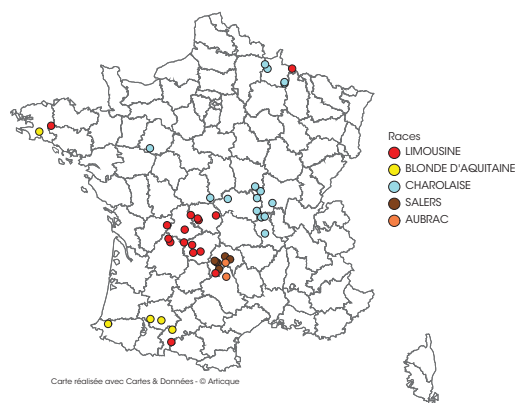 Races
LIMOUSINE
BLONDE D'AQUITAINE
CHAROLAISE
SALERS
AUBRAC
Carte réalisée avec Cartes & Données - © Articque